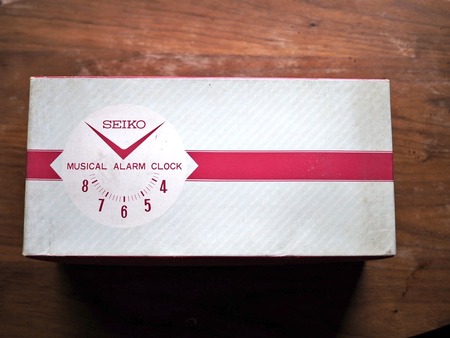 SEIKO
MUSICAL ALARM CLOCK
8 4
7 6 5